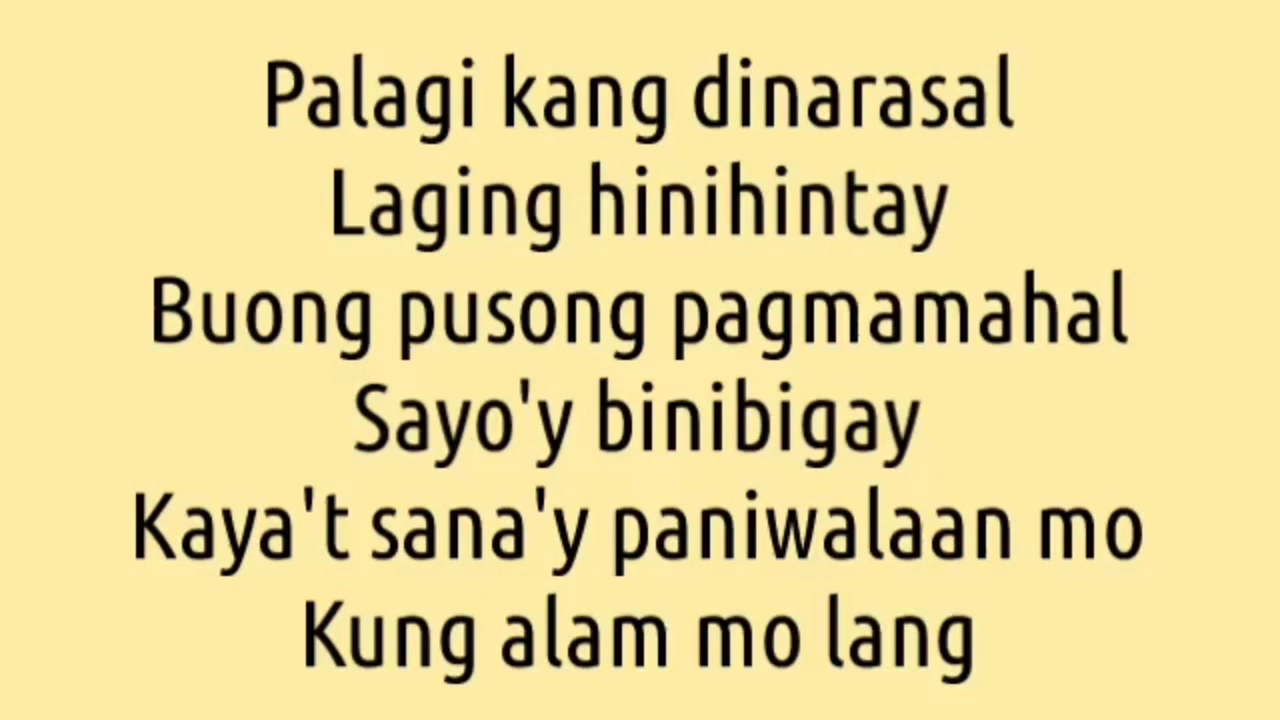 Palagi kang dinarasal
Laging hinihintay
Buong pusong pagmamahal
Sayo'y binibigay
Kaya't sana'y paniwalaan mo
Kung alam mo lang